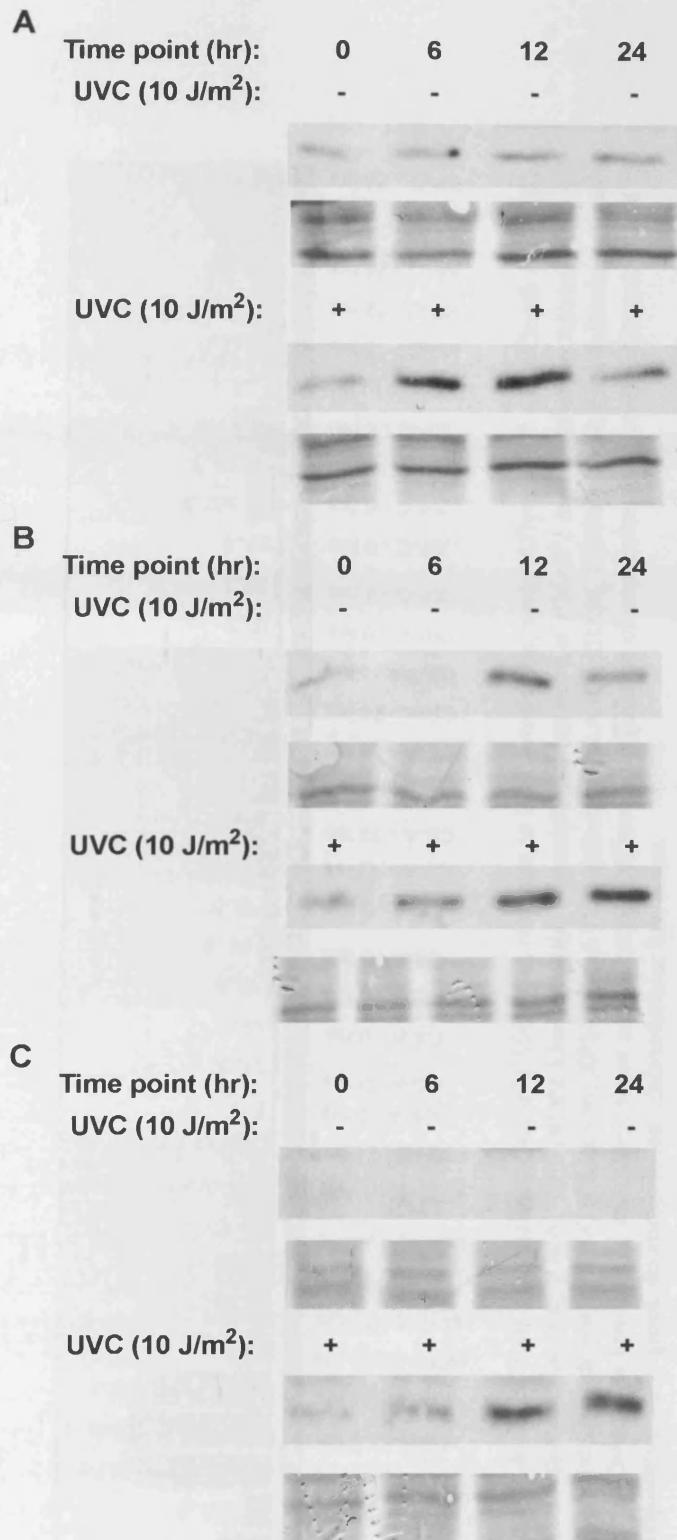 A
Time point (hr): 0 6 12 24
UVC (10 J/m²): - - - -
UVC (10 J/m²): + + + +
B
Time point (hr): 0 6 12 24
UVC (10 J/m²): - - - -
UVC (10 J/m²): + + + +
C
Time point (hr): 0 6 12 24
UVC (10 J/m²): - - - -
UVC (10 J/m²): + + + +